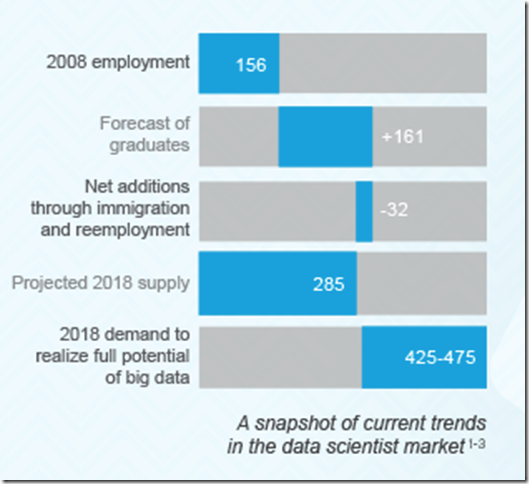 2008 employment
156
Forecast of
graduates
+161
Net additions
through immigration
and reemployment
-32
Projected 2018 supply
285
2018 demand to
realize full potential
of big data
425-475
A snapshot of current trends
in the data scientist market 1-3